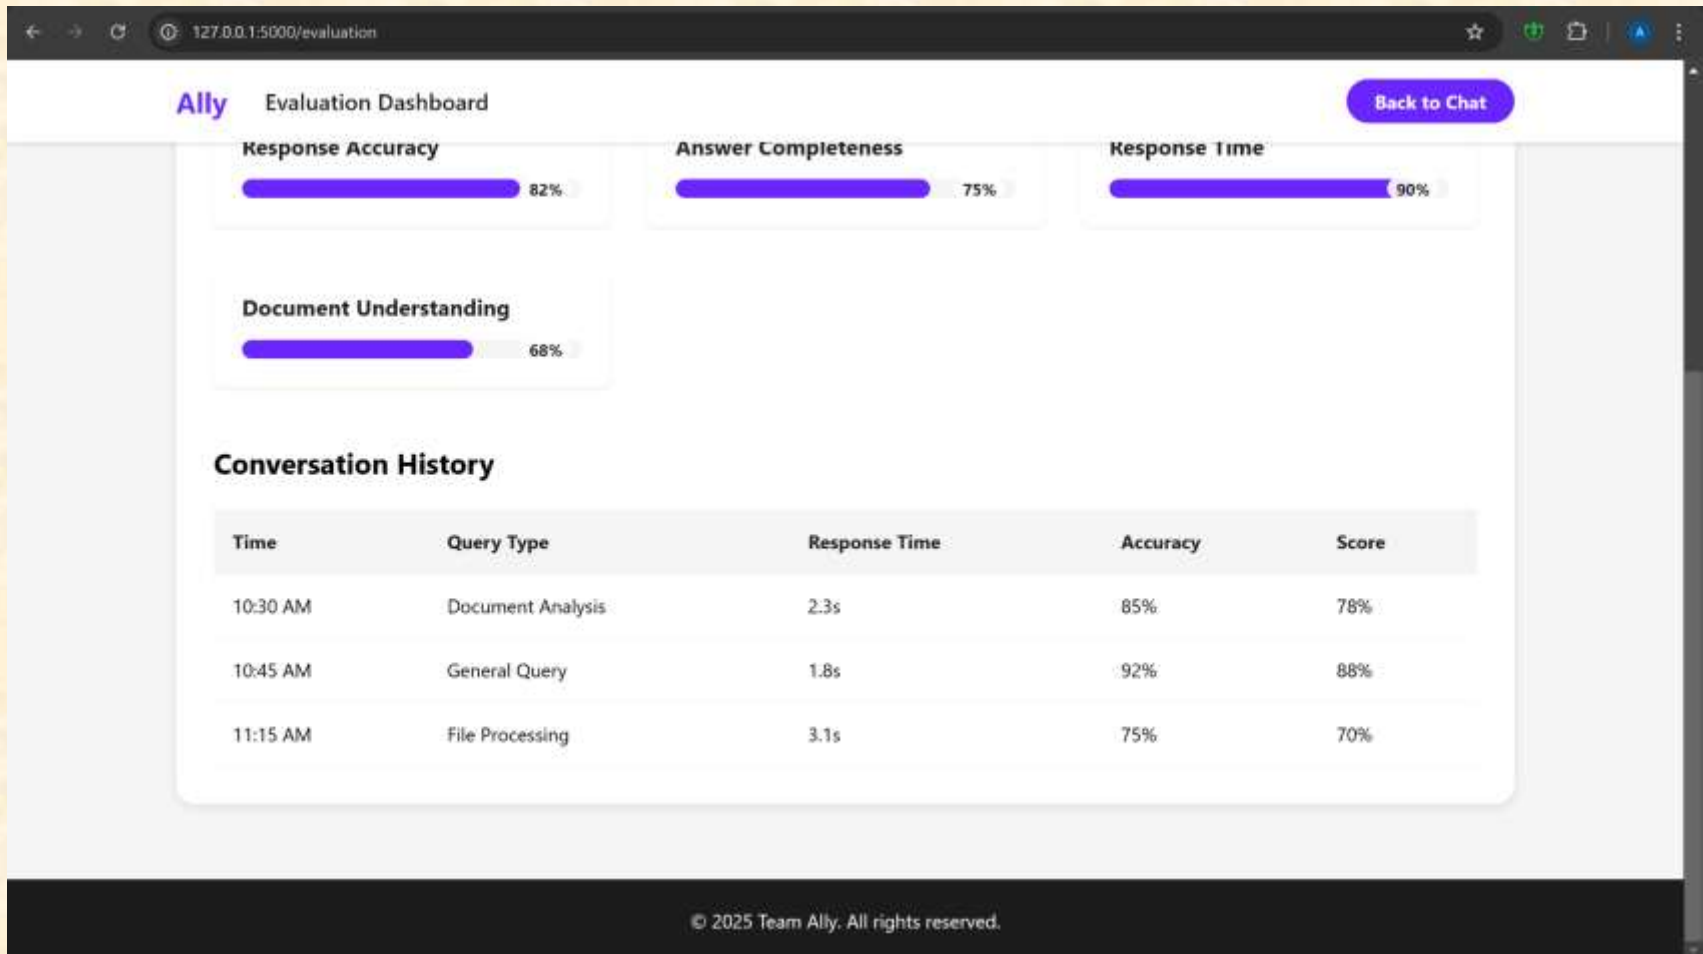 127.0.0.1:5000/evaluation
A
Ally Evaluation Dashboard Back to Chat
Response Accuracy Answer Completeness Response Time
82% 75% 90%
Document Understanding
68%
Conversation History
Time Query Type Response Time Accuracy Score
10:30 AM Document Analysis 2.3s 85% 78%
10:45 AM General Query 1.8s 92% 88%
11:15 AM File Processing 3.1s 75% 70%
© 2025 Team Ally. All rights reserved.